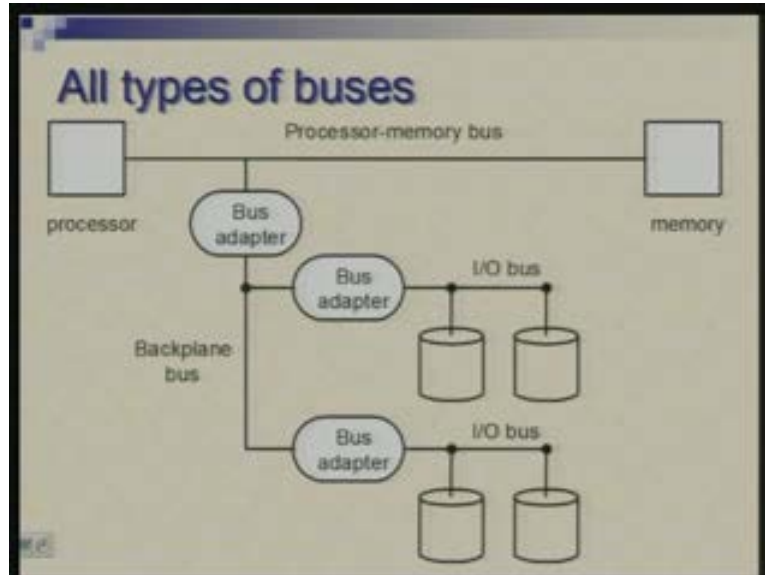 All types of buses
Processor-memory bus
processor
memory
Bus
adapter
Bus
adapter
I/O bus
Backplane
bus
Bus
adapter
I/O bus